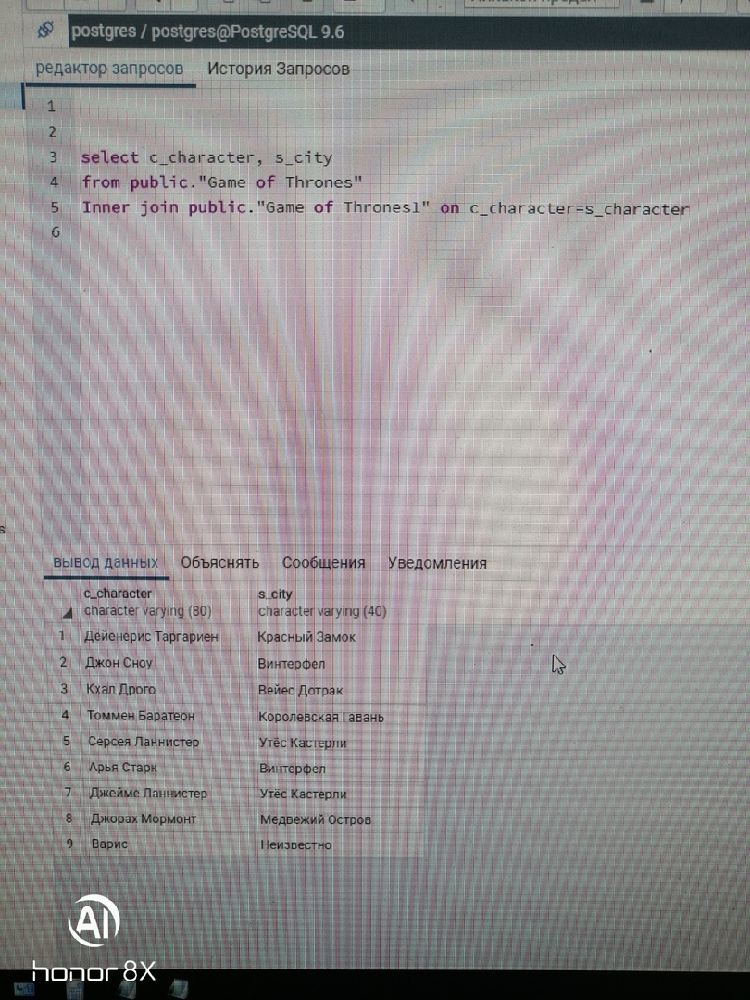 postgres / postgres@PostgreSQL 9.6
редактор запросов История Запросов
1
2
3 select c_character, s_city
4 from public."Game of Thrones"
5 Inner join public."Game of Thrones1" on c_character=s_character
6
вывод данных Объяснять Сообщения Уведомления
c_character s_city
character varying (80) character varying (40)
1 Дейенерис Таргариен Красный Замок
2 Джон Сноу Винтерфел
3 Кхал Дрого Вейес Дотрак
4 Томмен Баратеон Королевская Гавань
5 Серсея Ланнистер Утёс Кастерли
6 Арья Старк Винтерфел
7 Джейме Ланнистер Утёс Кастерли
8 Джорах Мормонт Медвежий Остров
9 Варис Неизвестно
AI
honor 8X